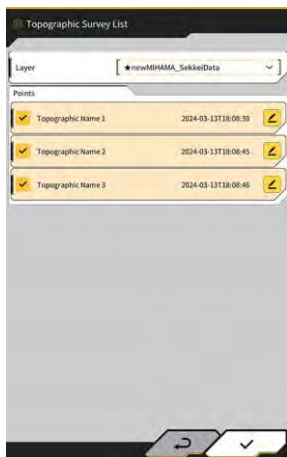 Topographic Survey List
Layer
★newMIHAMA_SekkeiData
Points
Topographic Name 1 2024-03-13T18:08:38
Topographic Name 2 2024-03-13T18:08:45
Topographic Name 3 2024-03-13T18:08:46